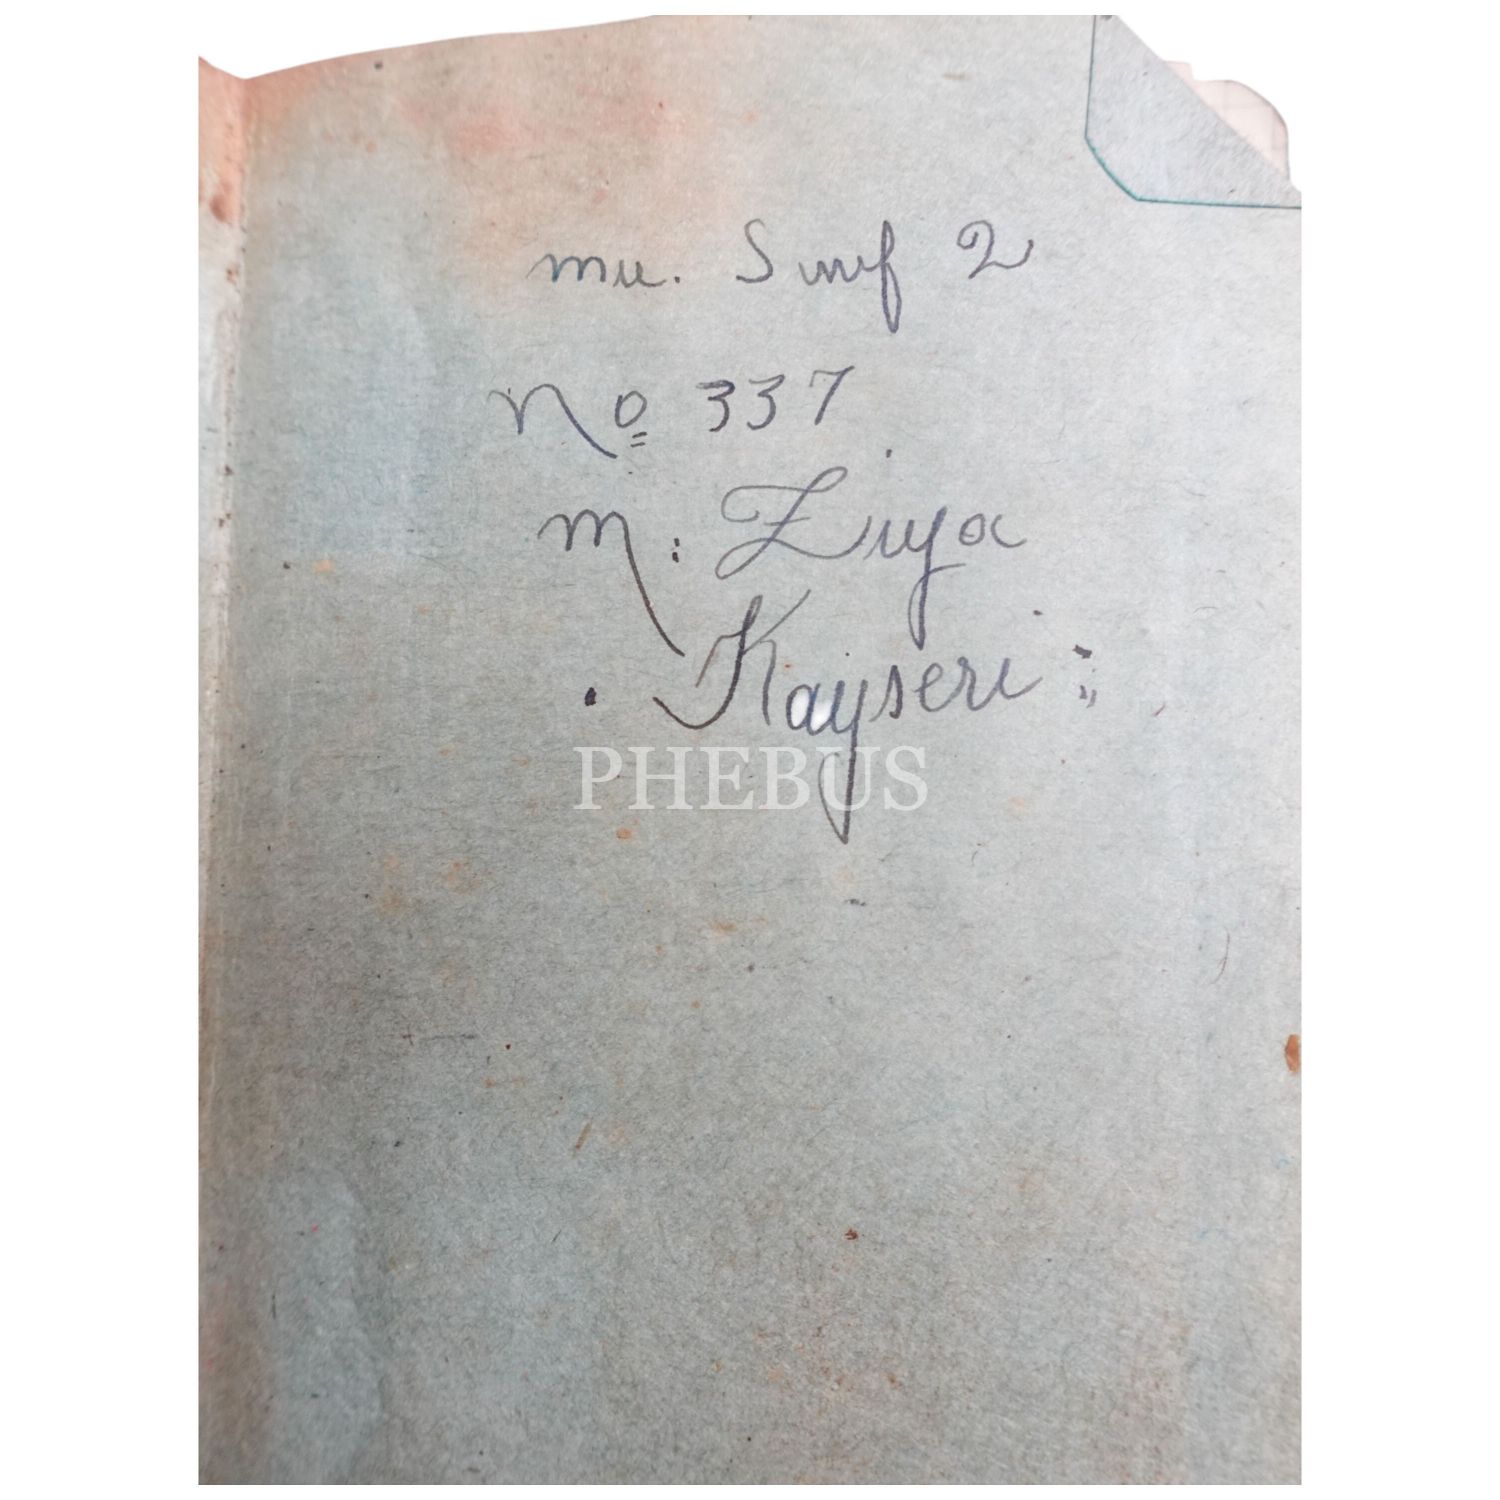 mu. Sınıf 2
No 337
M: Ziya
Kayseri
PHEBUS